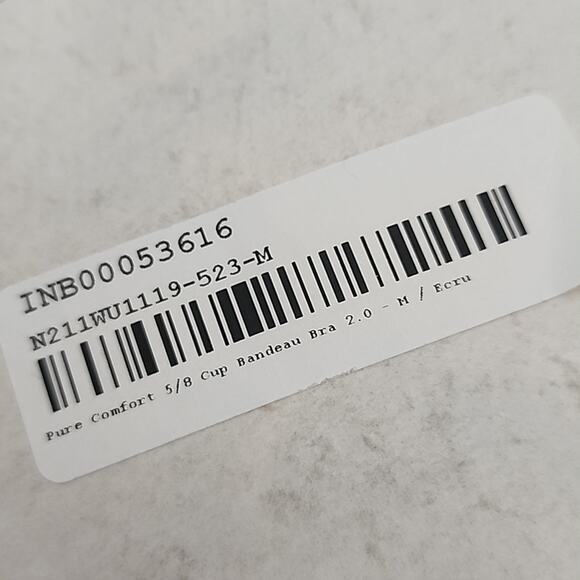 INB00053616
N211WU1119-523-M
Pure Comfort 5/8 Cup Bandeau Bra 2.0 - M / Ecru